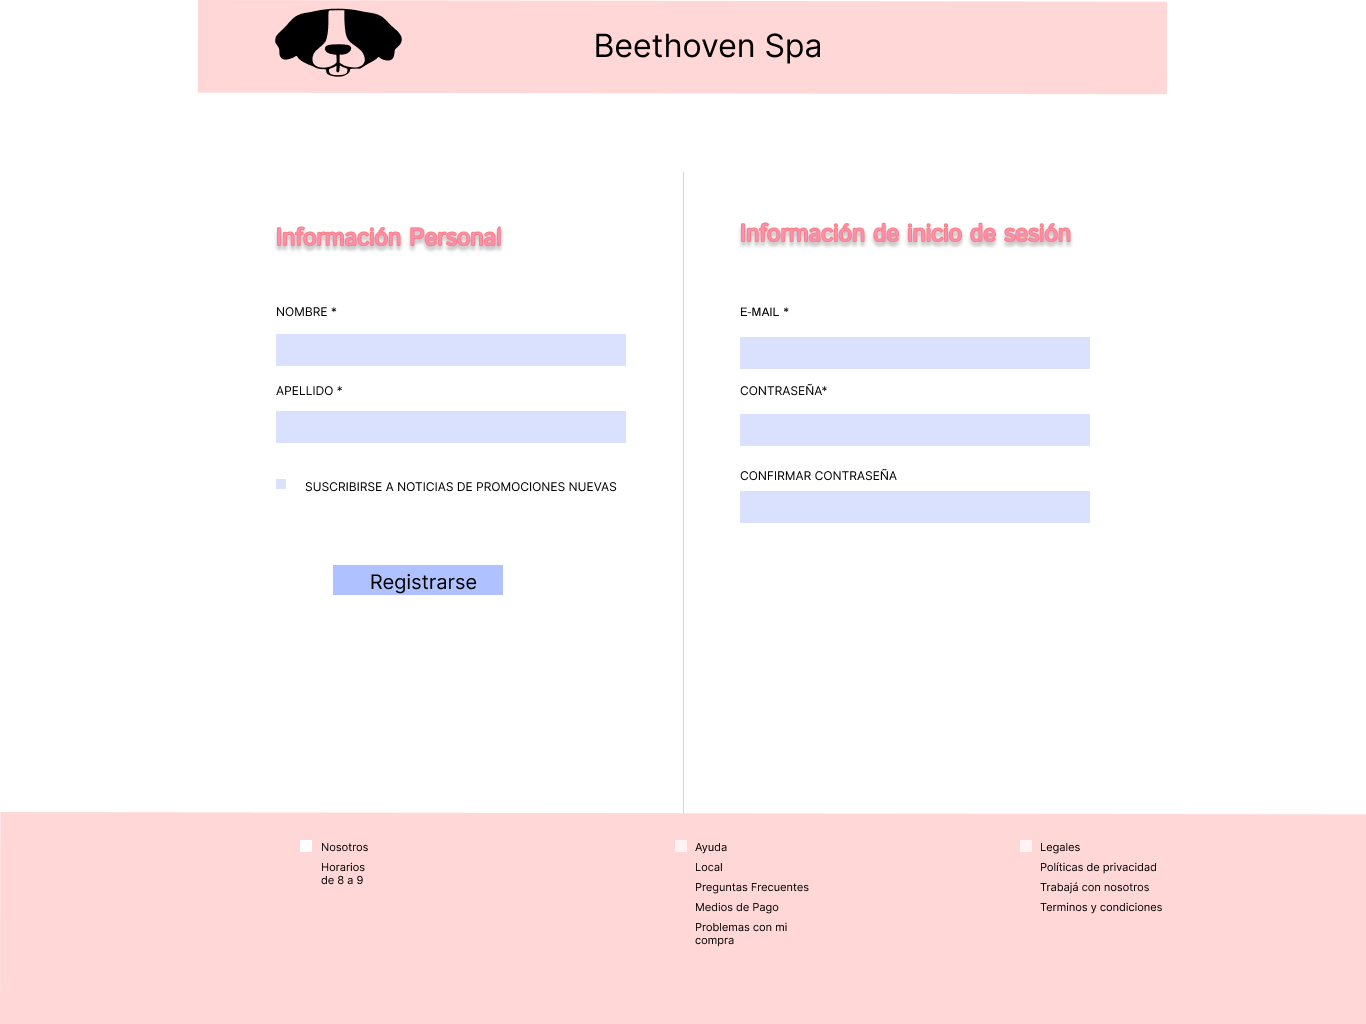 Beethoven Spa
Información Personal
NOMBRE *
APELLIDO *
SUSCRIBIRSE A NOTICIAS DE PROMOCIONES NUEVAS
Registrarse
Información de inicio de sesión
E-MAIL *
CONTRASEÑA*
CONFIRMAR CONTRASEÑA
Nosotros
Horarios
de 8 a 9
Ayuda
Local
Preguntas Frecuentes
Medios de Pago
Problemas con mi
compra
Legales
Políticas de privacidad
Trabajá con nosotros
Terminos y condiciones